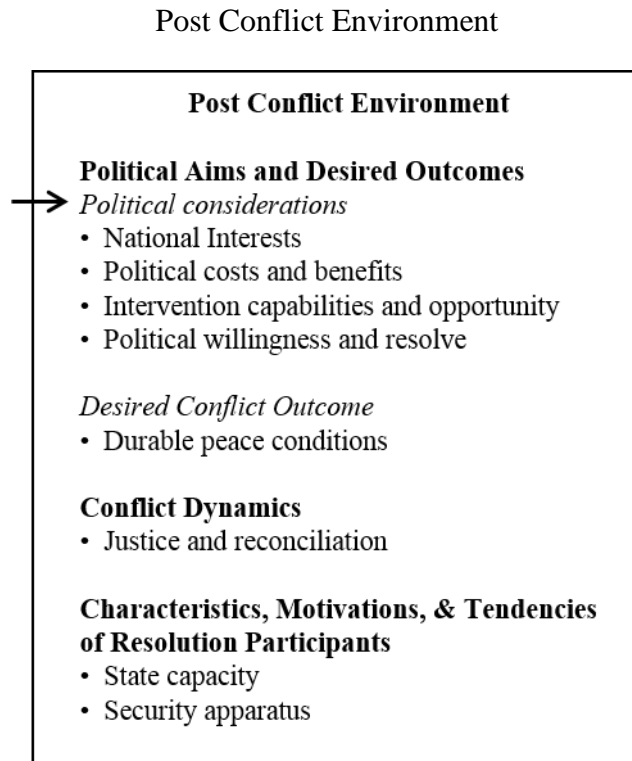 Post Conflict Environment
Post Conflict Environment
Political Aims and Desired Outcomes
Political considerations
• National Interests
• Political costs and benefits
• Intervention capabilities and opportunity
• Political willingness and resolve
Desired Conflict Outcome
• Durable peace conditions
Conflict Dynamics
• Justice and reconciliation
Characteristics, Motivations, & Tendencies
of Resolution Participants
• State capacity
• Security apparatus